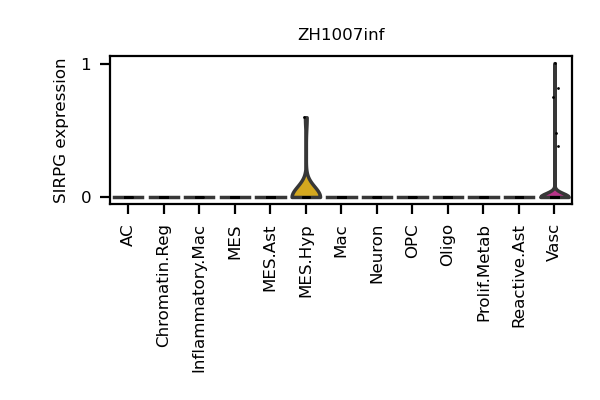 ZH1007inf
SIRPG expression
1
0
AC
Chromatin.Reg
Inflammatory.Mac
MES
MES.Ast
MES.Hyp
Mac
Neuron
OPC
Oligo
Prolif.Metab
Reactive.Ast
Vasc